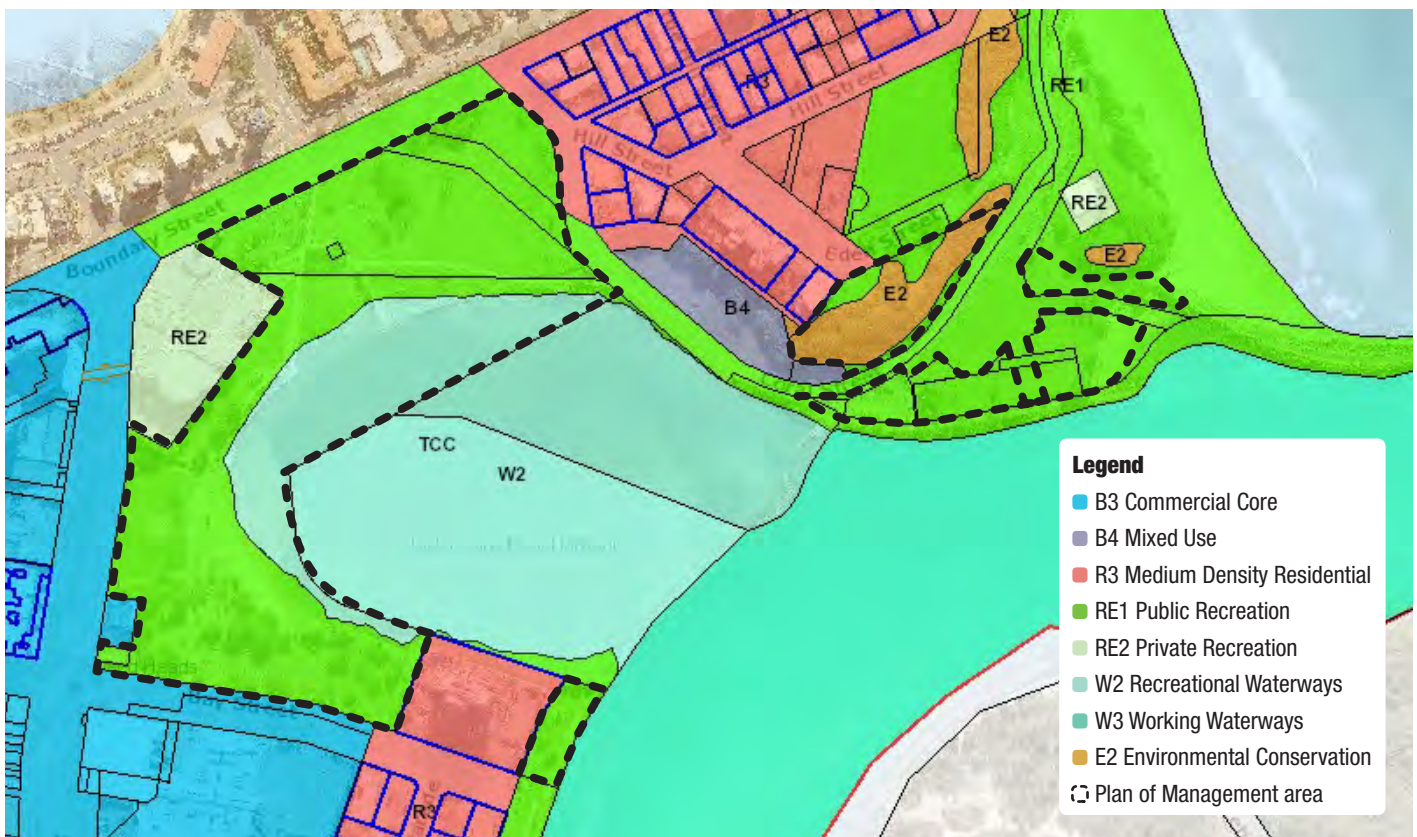 E2
R3
Hill Street
RE1
Hill Street
RE2
Boundary Street
E2
E2
B4
RE2
TCC
W2
Heads
Bay Street
R3
Legend
B3 Commercial Core
B4 Mixed Use
R3 Medium Density Residential
RE1 Public Recreation
RE2 Private Recreation
W2 Recreational Waterways
W3 Working Waterways
E2 Environmental Conservation
Plan of Management area